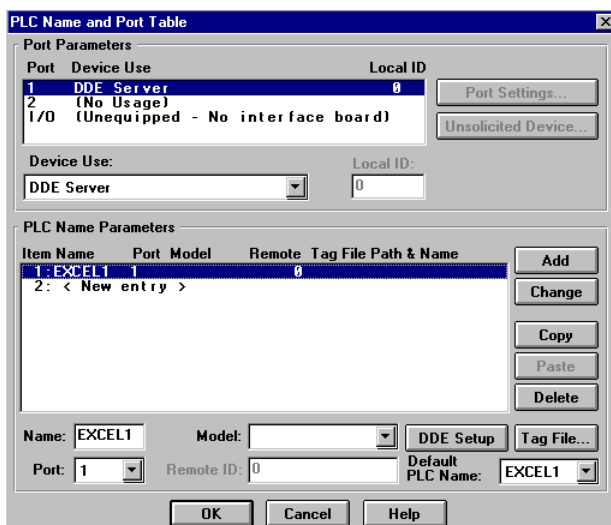 PLC Name and Port Table
Port Parameters
Port Device Use Local ID
1 DDE Server 0
2 (No Usage)
I/O (Unequipped - No interface board)
Port Settings...
Unsolicited Device...
Device Use:
Local ID:
DDE Server
0
PLC Name Parameters
Item Name Port Model Remote Tag File Path & Name
1:EXCEL1 1 0
2: < New entry >
Add
Change
Copy
Paste
Delete
Name: EXCEL1 Model: DDE Setup Tag File...
Port: 1 Remote ID: 0 Default PLC Name: EXCEL1
OK Cancel Help